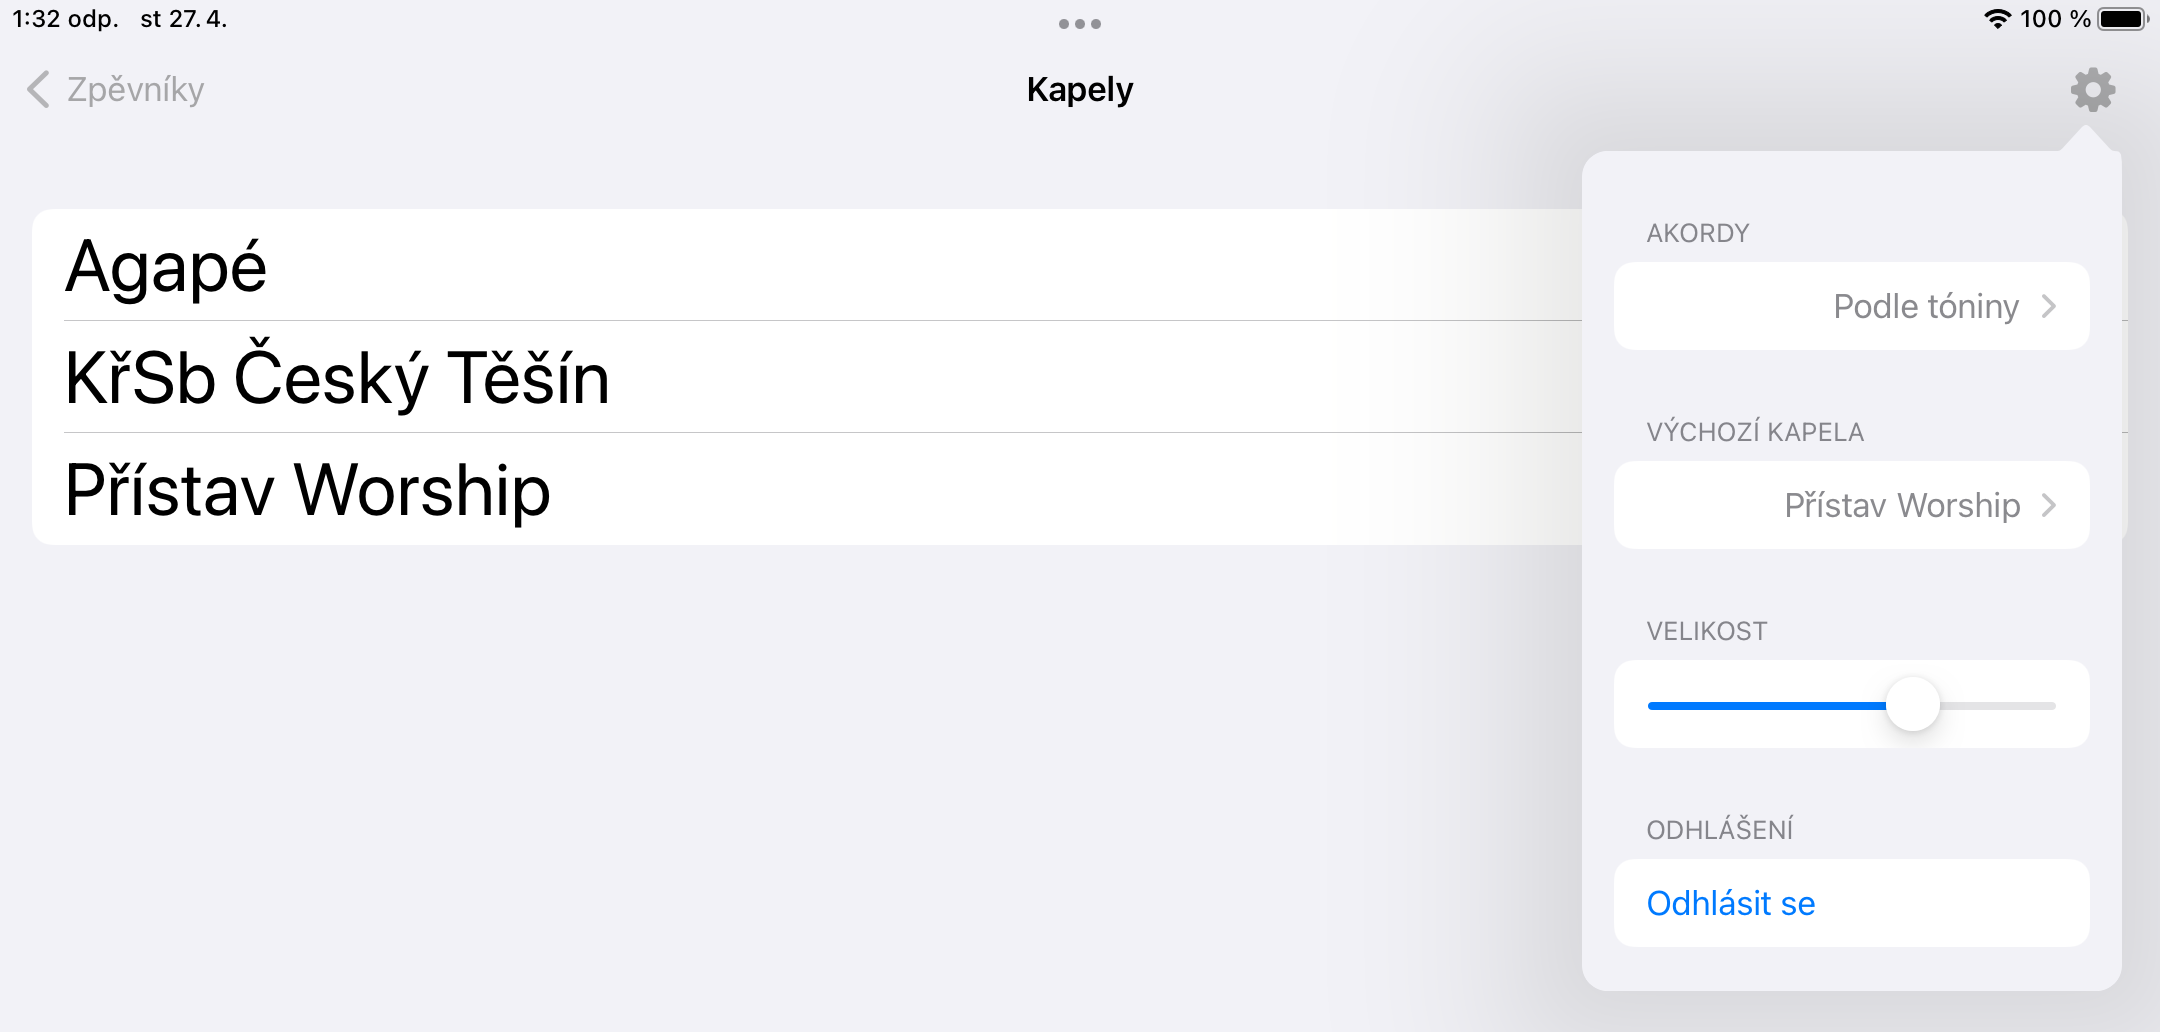 1:32 odp. st 27. 4.
100 %
Zpěvníky
Kapely
Agapé
KřSb Český Těšín
Přístav Worship
AKORDY
Podle tóniny
VÝCHOZÍ KAPELA
Přístav Worship
VELIKOST
ODHLÁŠENÍ
Odhlásit se